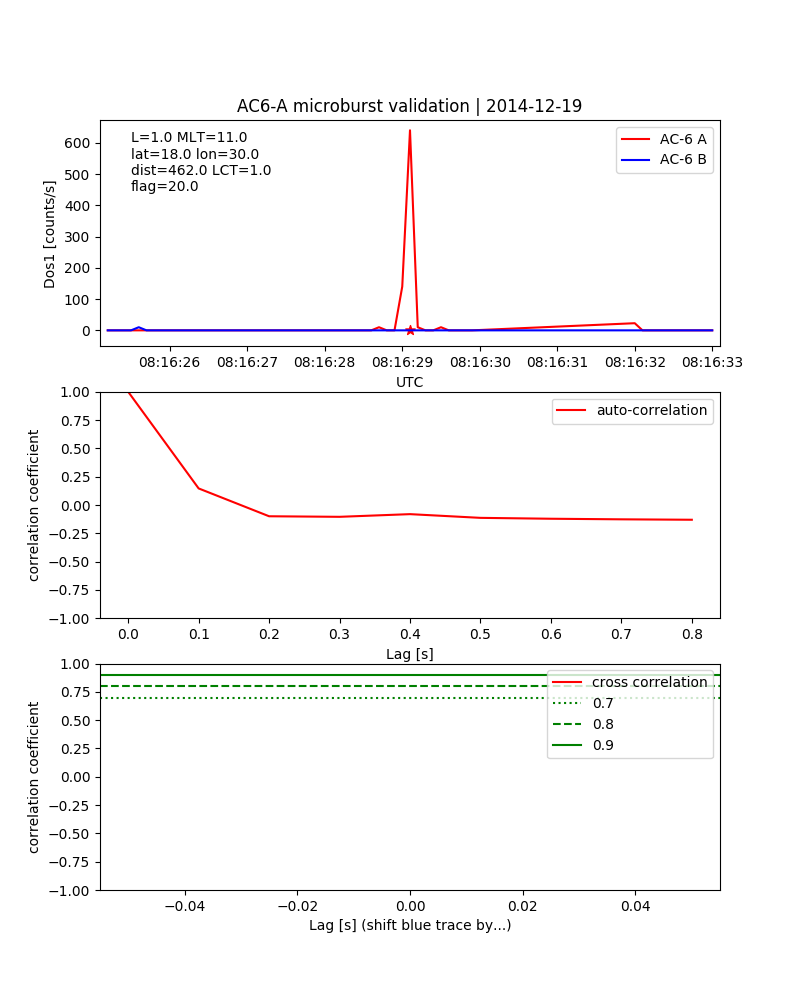 AC6-A microburst validation | 2014-12-19
L=1.0 MLT=11.0
lat=18.0 lon=30.0
dist=462.0 LCT=1.0
flag=20.0
AC-6 A
AC-6 B
Dos1 [counts/s]
600
500
400
300
200
100
0
08:16:26 08:16:27 08:16:28 08:16:29 08:16:30 08:16:31 08:16:32 08:16:33
UTC
auto-correlation
correlation coefficient
1.00
0.75
0.50
0.25
0.00
−0.25
−0.50
−0.75
−1.00
0.0 0.1 0.2 0.3 0.4 0.5 0.6 0.7 0.8
Lag [s]
cross correlation
0.7
0.8
0.9
correlation coefficient
1.00
0.75
0.50
0.25
0.00
−0.25
−0.50
−0.75
−1.00
−0.04 −0.02 0.00 0.02 0.04
Lag [s] (shift blue trace by...)